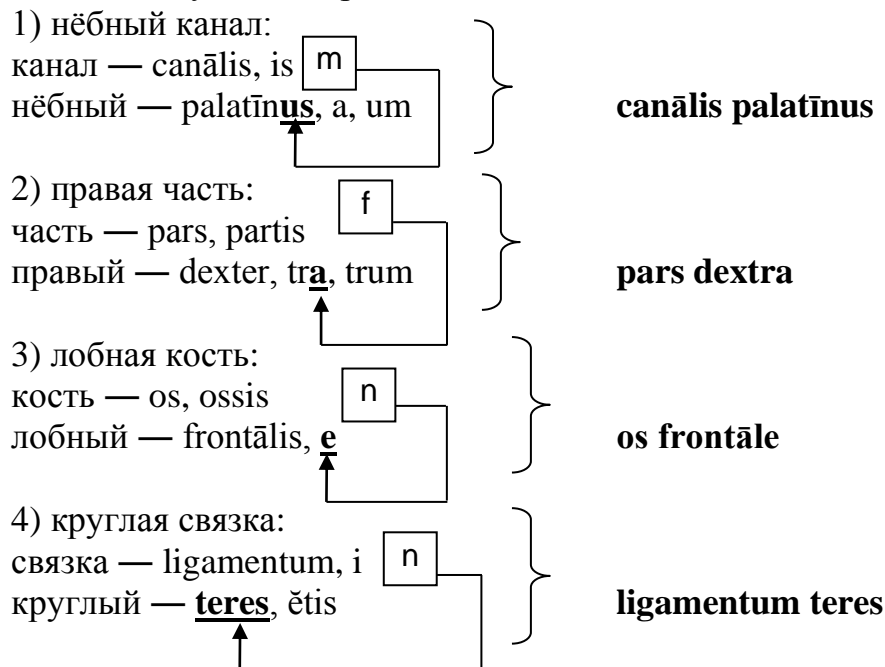 1) нёбный канал:
канал — canālis, is m
нёбный — palatīnus, a, um canālis palatīnus
2) правая часть:
часть — pars, partis f
правый — dexter, tra, trum pars dextra
3) лобная кость:
кость — os, ossis n
лобный — frontālis, e os frontāle
4) круглая связка:
связка — ligamentum, i n
круглый — teres, ĕtis ligamentum teres